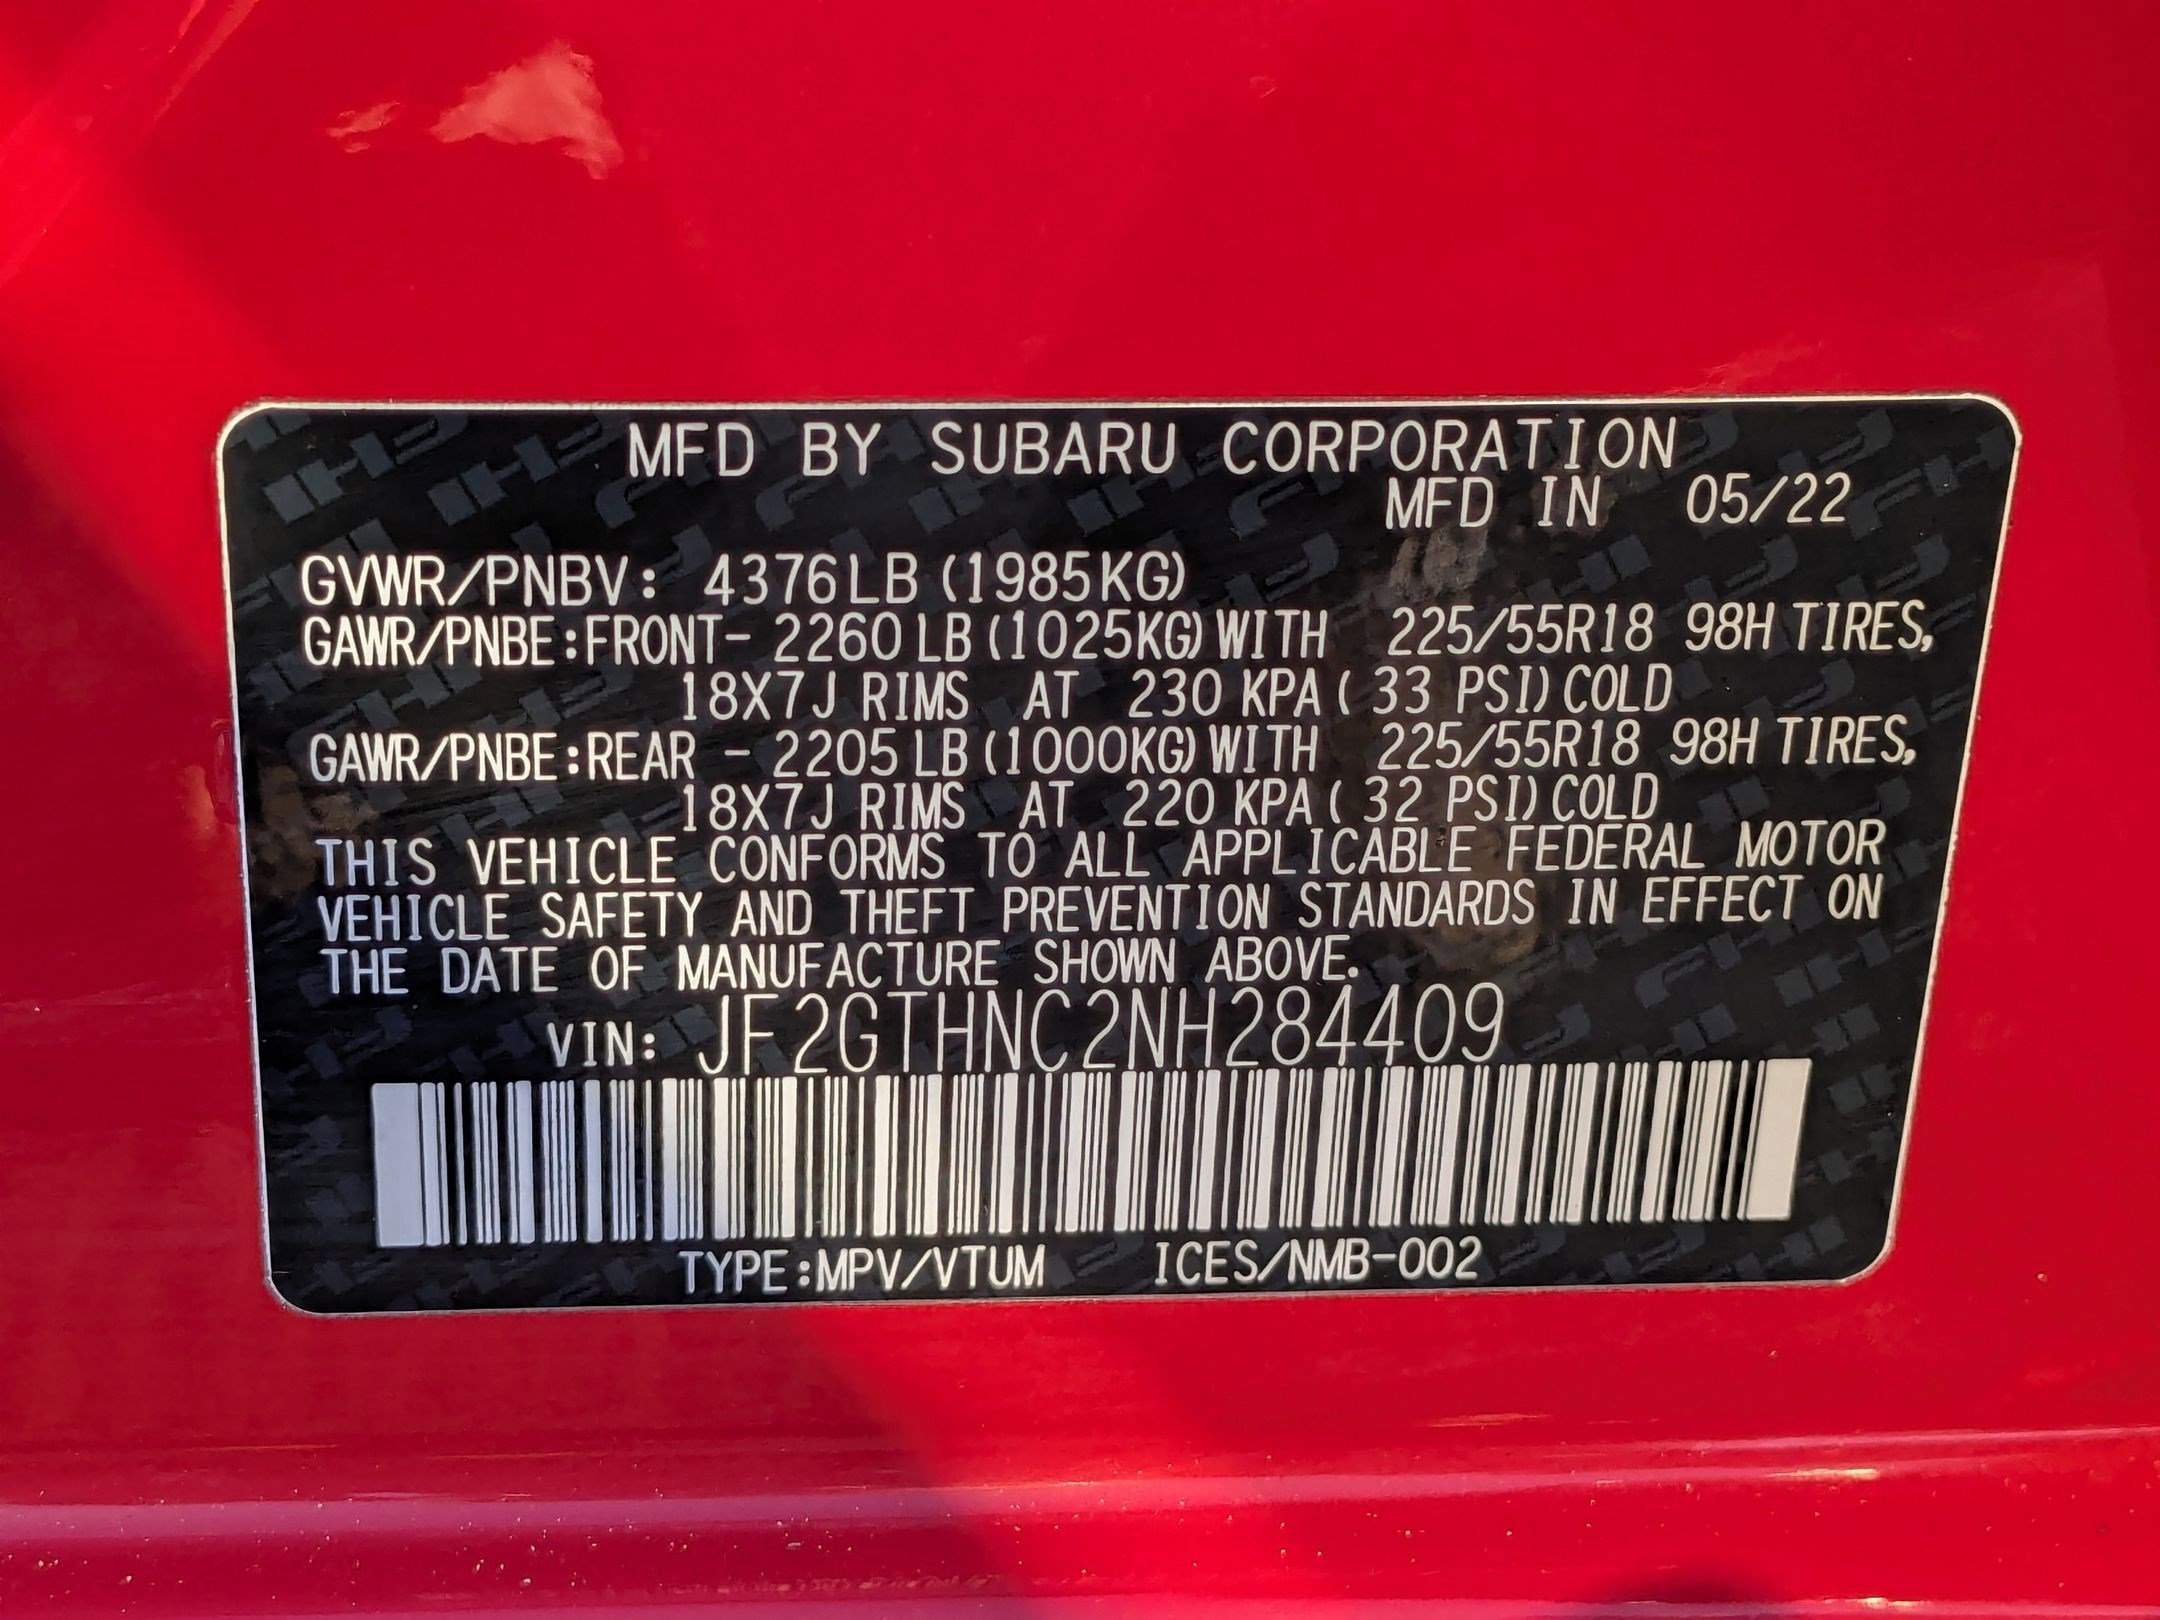 MFD BY SUBARU CORPORATION
MFD IN 05/22
GVWR/PNBV: 4376LB (1985KG)
GAWR/PNBE:FRONT- 2260 LB (1025KG) WITH 225/55R18 98H TIRES,
18X7J RIMS AT 230 KPA ( 33 PSI) COLD
GAWR/PNBE:REAR - 2205 LB (1000KG) WITH 225/55R18 98H TIRES,
18X7J RIMS AT 220 KPA ( 32 PSI) COLD
THIS VEHICLE CONFORMS TO ALL APPLICABLE FEDERAL MOTOR
VEHICLE SAFETY AND THEFT PREVENTION STANDARDS IN EFFECT ON
THE DATE OF MANUFACTURE SHOWN ABOVE.
VIN: JF2GTHNC2NH284409
TYPE:MPV/VTUM ICES/NMB-002